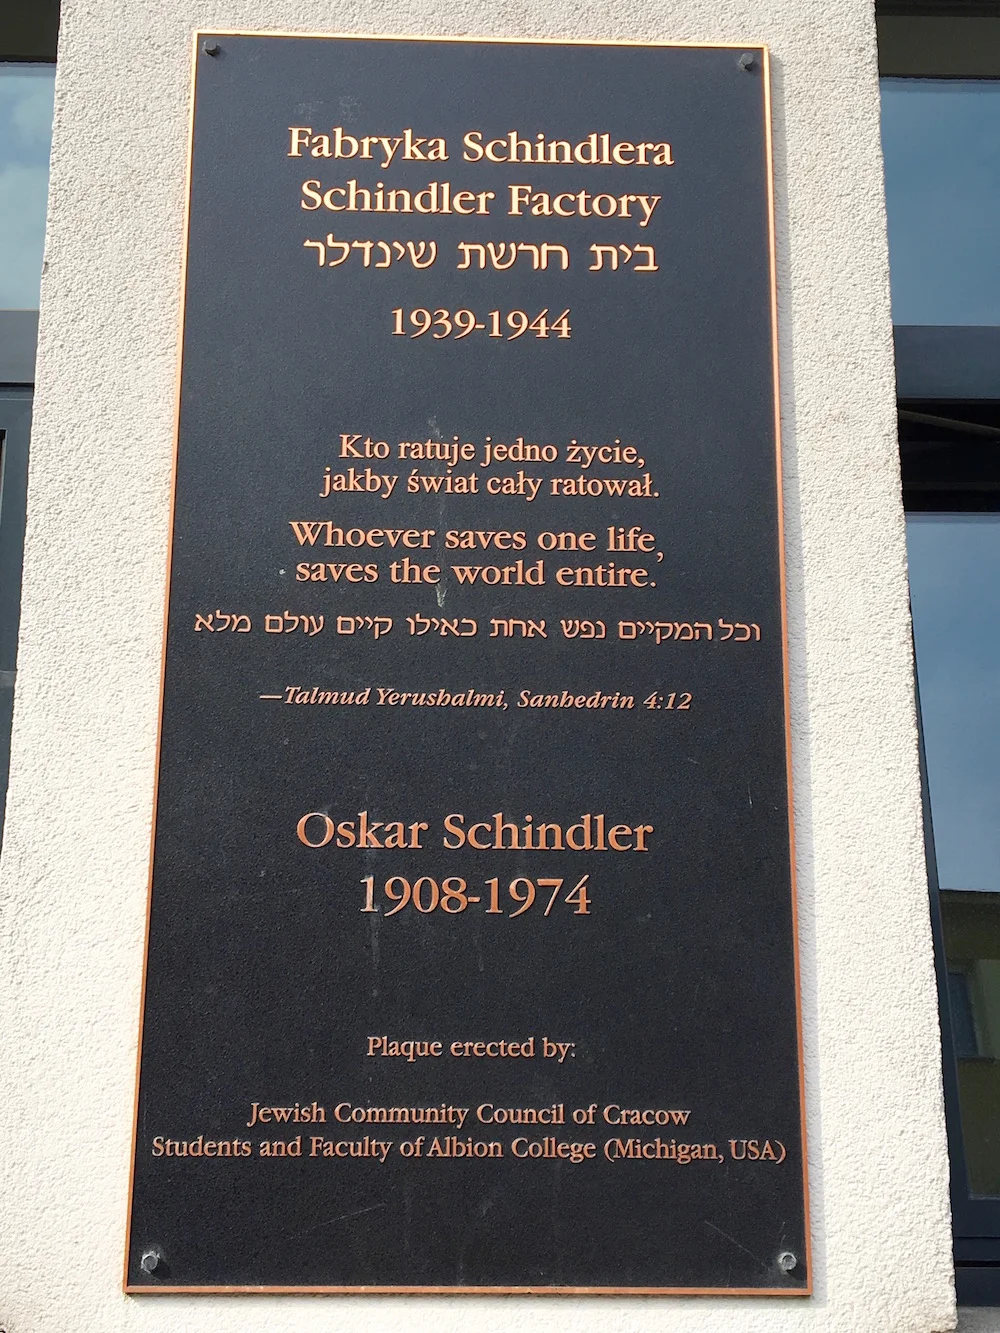 Fabryka Schindlera
Schindler Factory
בית חרשת שינדלר
1939-1944
Kto ratuje jedno życie,
jakby świat cały ratował.
Whoever saves one life,
saves the world entire.
וכל המקיים נפש אחת כאילו קיים עולם מלא
—Talmud Yerushalmi, Sanhedrin 4:12
Oskar Schindler
1908-1974
Plaque erected by:
Jewish Community Council of Cracow
Students and Faculty of Albion College (Michigan, USA)